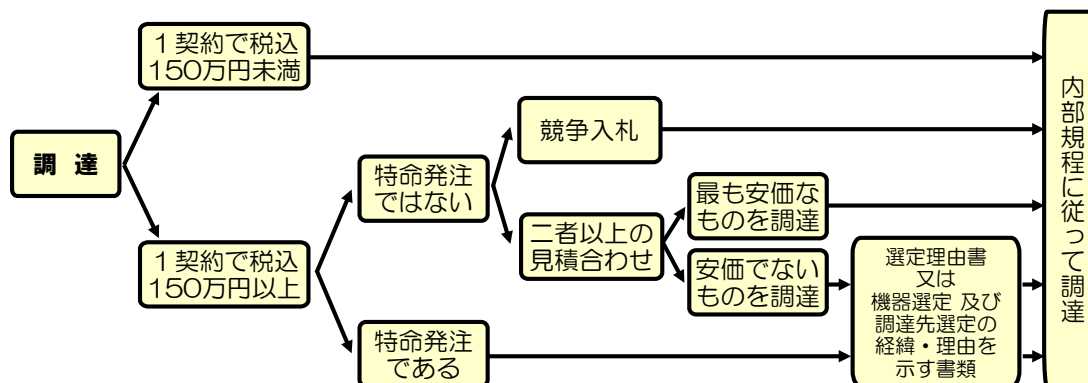 調 達
1契約で税込
150万円未満
1契約で税込
150万円以上
特命発注
ではない
特命発注
である
競争入札
二者以上の
見積合わせ
最も安価な
ものを調達
安価でない
ものを調達
選定理由書
又は
機器選定 及び
調達先選定の
経緯・理由を
示す書類
内部規程に従って調達